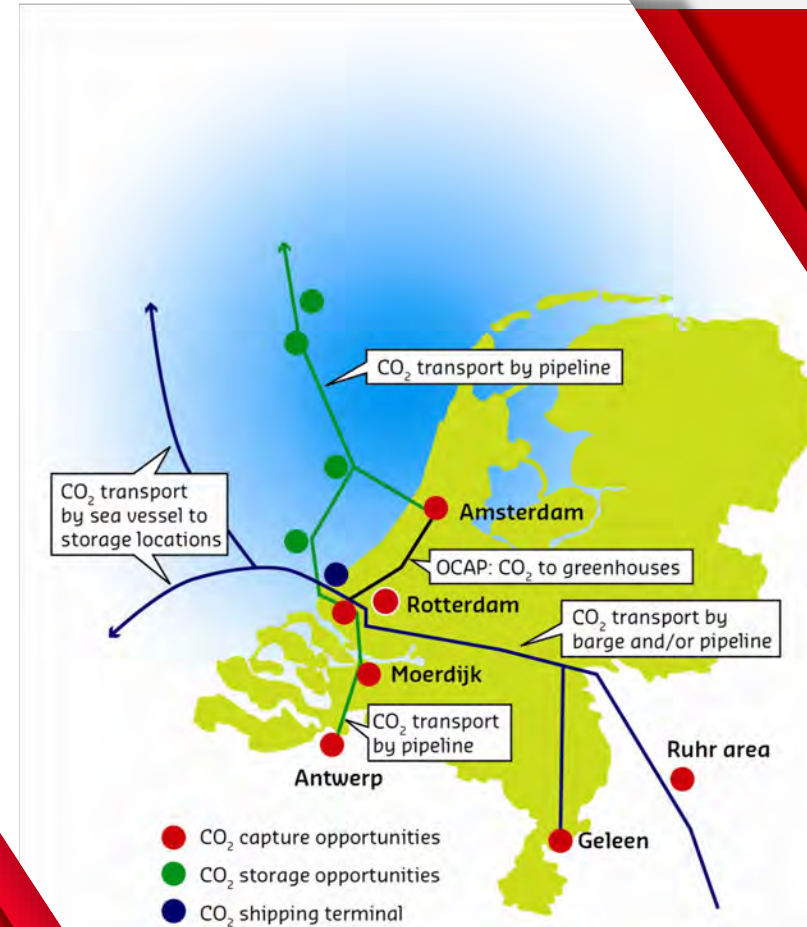 CO₂ transport by pipeline
CO₂ transport
by sea vessel to
storage locations
Amsterdam
OCAP: CO₂ to greenhouses
Rotterdam
CO₂ transport by
barge and/or pipeline
Moerdijk
CO₂ transport
by pipeline
Ruhr area
Antwerp
Geleen
CO₂ capture opportunities
CO₂ storage opportunities
CO₂ shipping terminal